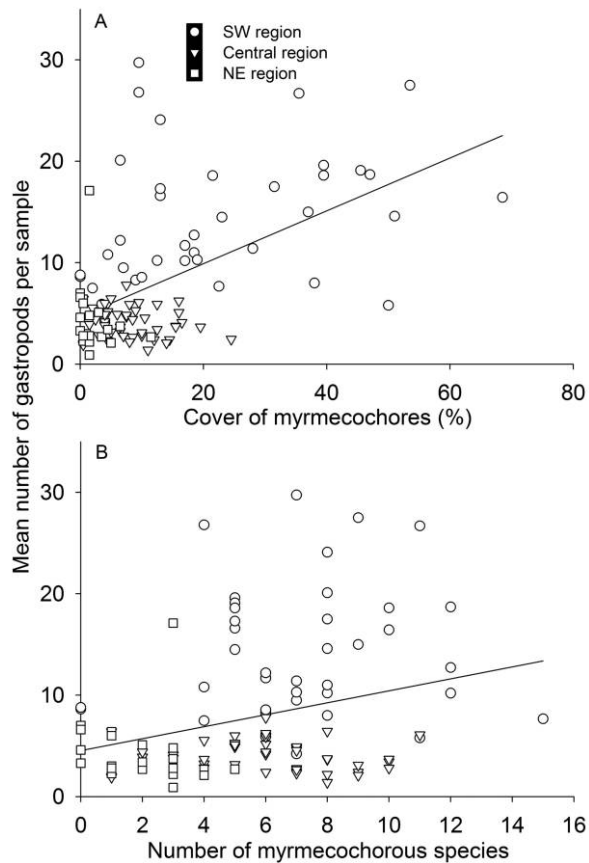 A
SW region
Central region
NE region
30
20
10
0
0
20
40
60
80
Cover of myrmecochores (%)
Mean number of gastropods per sample
B
30
20
10
0
0
2
4
6
8
10
12
14
16
Number of myrmecochorous species